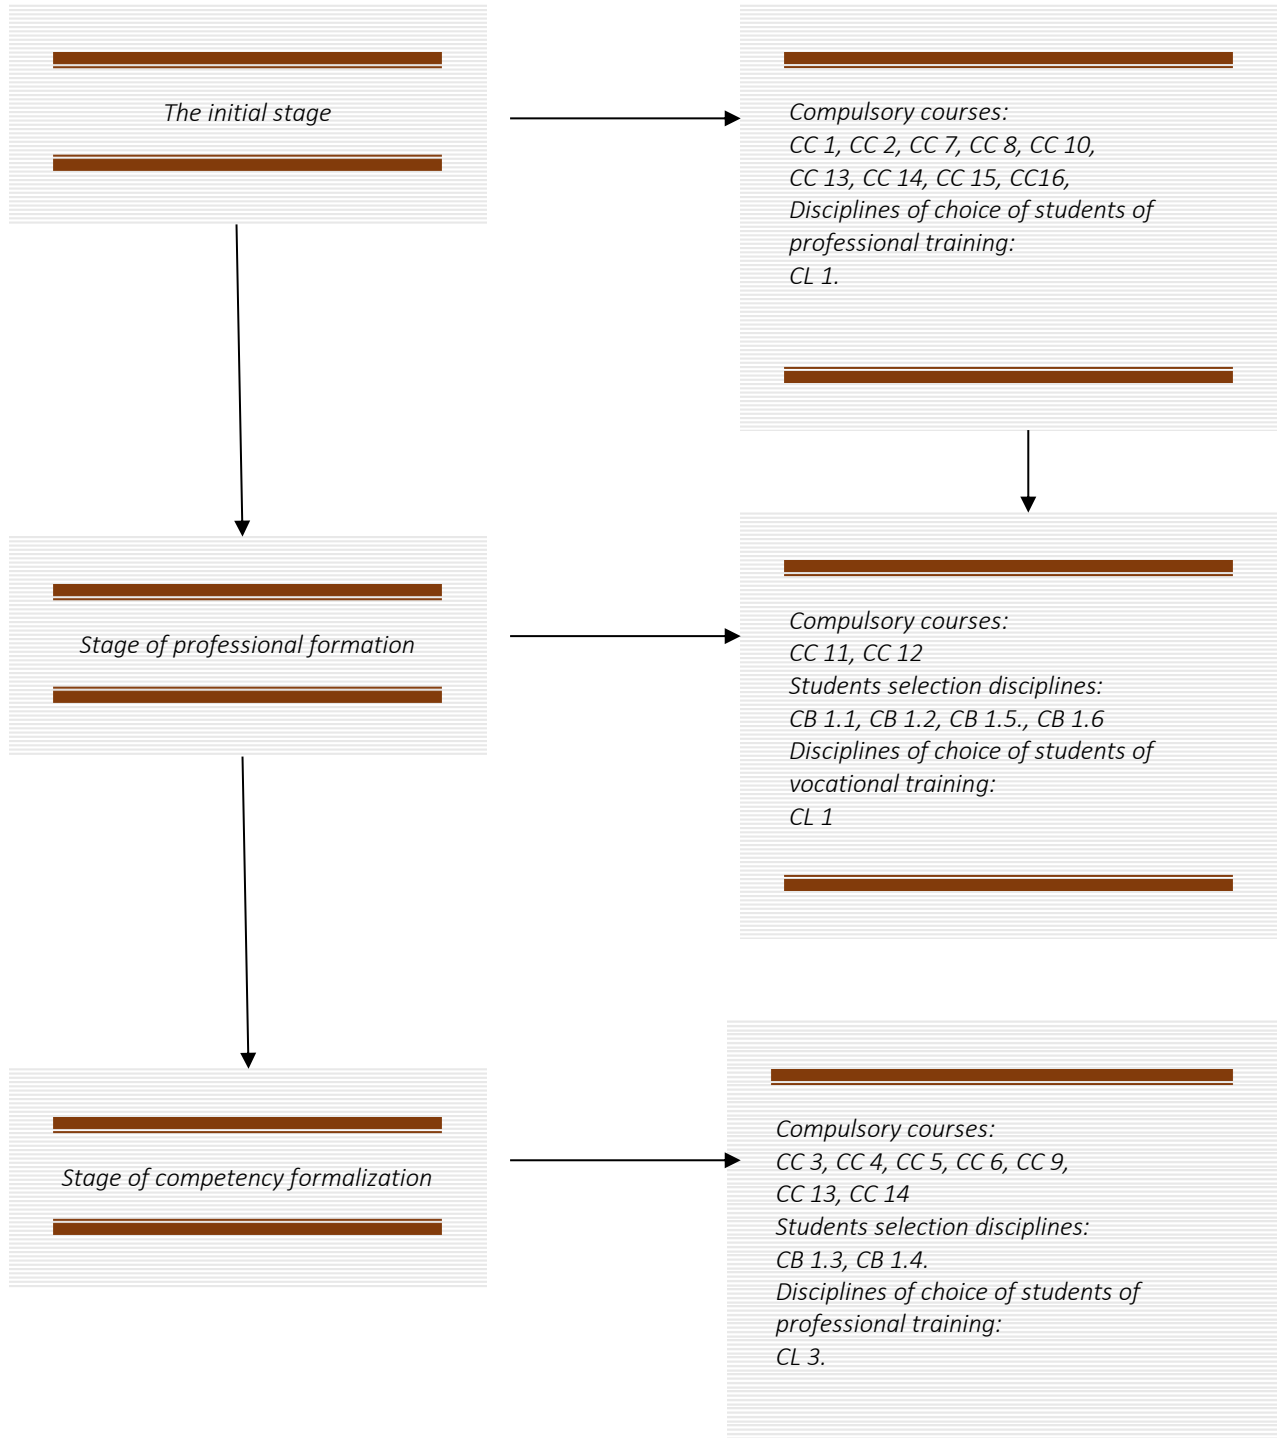 The initial stage
Compulsory courses:
CC 1, CC 2, CC 7, CC 8, CC 10,
CC 13, CC 14, CC 15, CC16,
Disciplines of choice of students of
professional training:
CL 1.
Stage of professional formation
Compulsory courses:
CC 11, CC 12
Students selection disciplines:
CB 1.1, CB 1.2, CB 1.5., CB 1.6
Disciplines of choice of students of
vocational training:
CL 1
Stage of competency formalization
Compulsory courses:
CC 3, CC 4, CC 5, CC 6, CC 9,
CC 13, CC 14
Students selection disciplines:
CB 1.3, CB 1.4.
Disciplines of choice of students of
professional training:
CL 3.